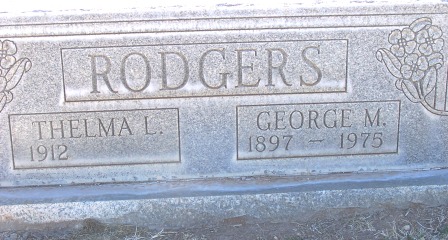 RODGERS
THELMA L.
1912
GEORGE M.
1897 – 1975